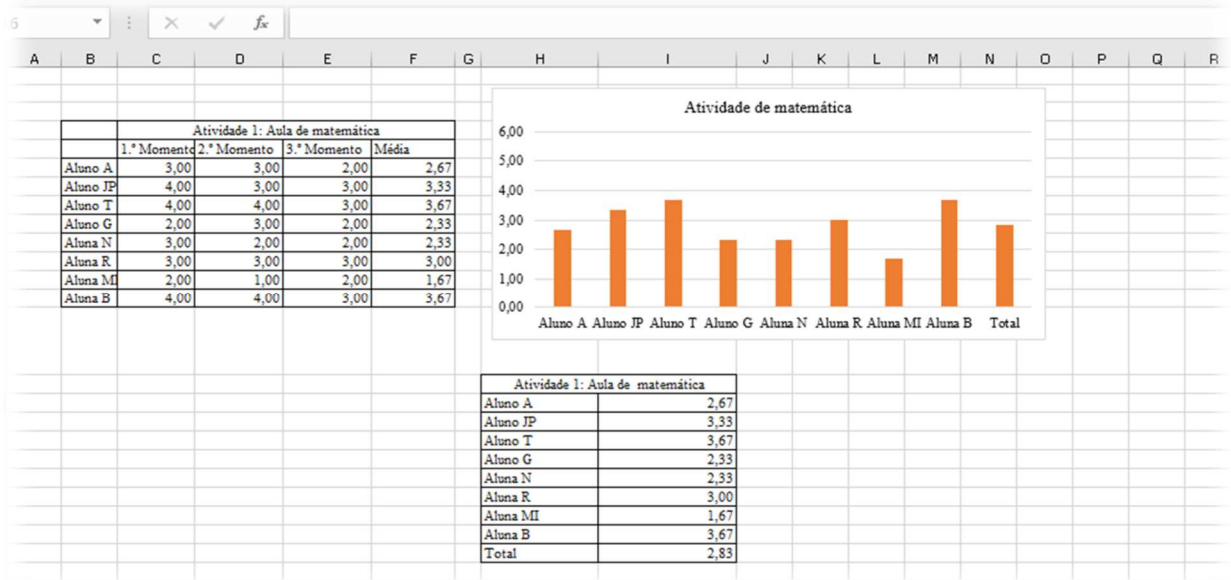 6 fx
A B C D E F G H I J K L M N O P Q R
Atividade 1: Aula de matemática
1.º Momento 2.º Momento 3.º Momento Média
Aluno A 3,00 3,00 2,00 2,67
Aluno JP 4,00 3,00 3,00 3,33
Aluno T 4,00 4,00 3,00 3,67
Aluno G 2,00 3,00 2,00 2,33
Aluna N 3,00 2,00 2,00 2,33
Aluna R 3,00 3,00 3,00 3,00
Aluna MI 2,00 1,00 2,00 1,67
Aluna B 4,00 4,00 3,00 3,67
Atividade de matemática
6,00
5,00
4,00
3,00
2,00
1,00
0,00
Aluno A Aluno JP Aluno T Aluno G Aluna N Aluna R Aluna MI Aluna B Total
Atividade 1: Aula de matemática
Aluno A 2,67
Aluno JP 3,33
Aluno T 3,67
Aluno G 2,33
Aluna N 2,33
Aluna R 3,00
Aluna MI 1,67
Aluna B 3,67
Total 2,83